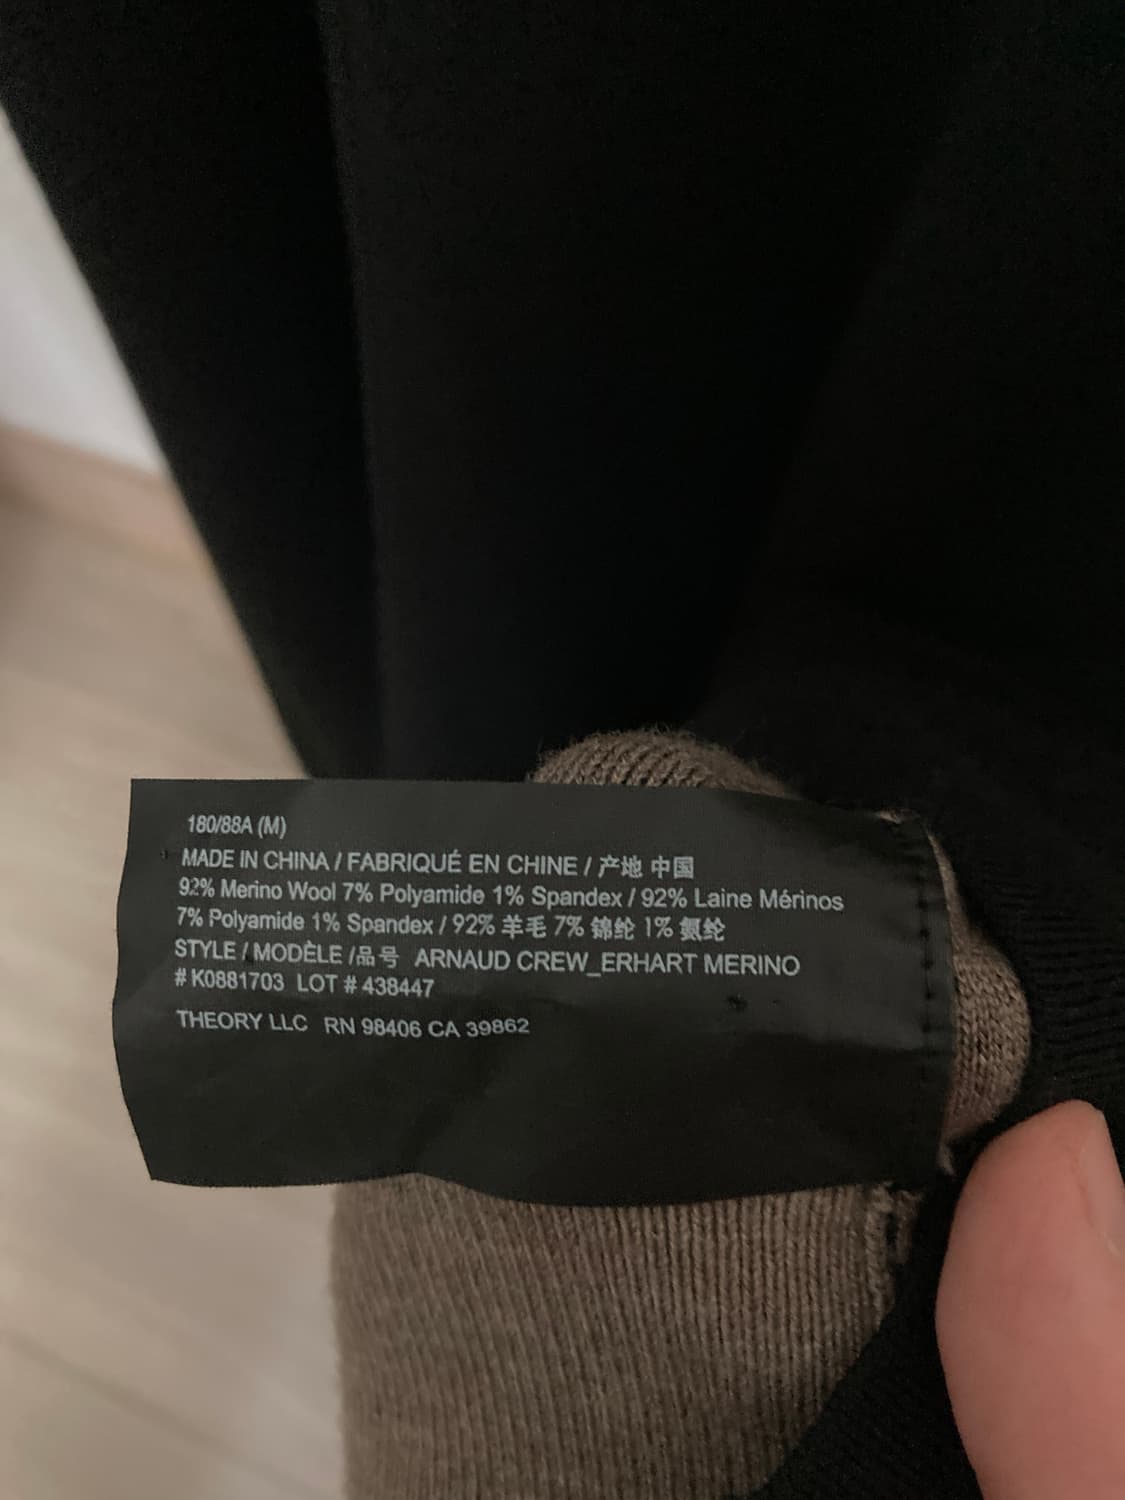 180/88A (M)
MADE IN CHINA / FABRIQUÉ EN CHINE / 产地 中国
92% Merino Wool 7% Polyamide 1% Spandex / 92% Laine Mérinos
7% Polyamide 1% Spandex / 92% 羊毛 7% 锦纶 1% 氨纶
STYLE / MODÈLE /品号 ARNAUD CREW_ERHART MERINO
# K0881703 LOT # 438447
THEORY LLC RN 98406 CA 39862